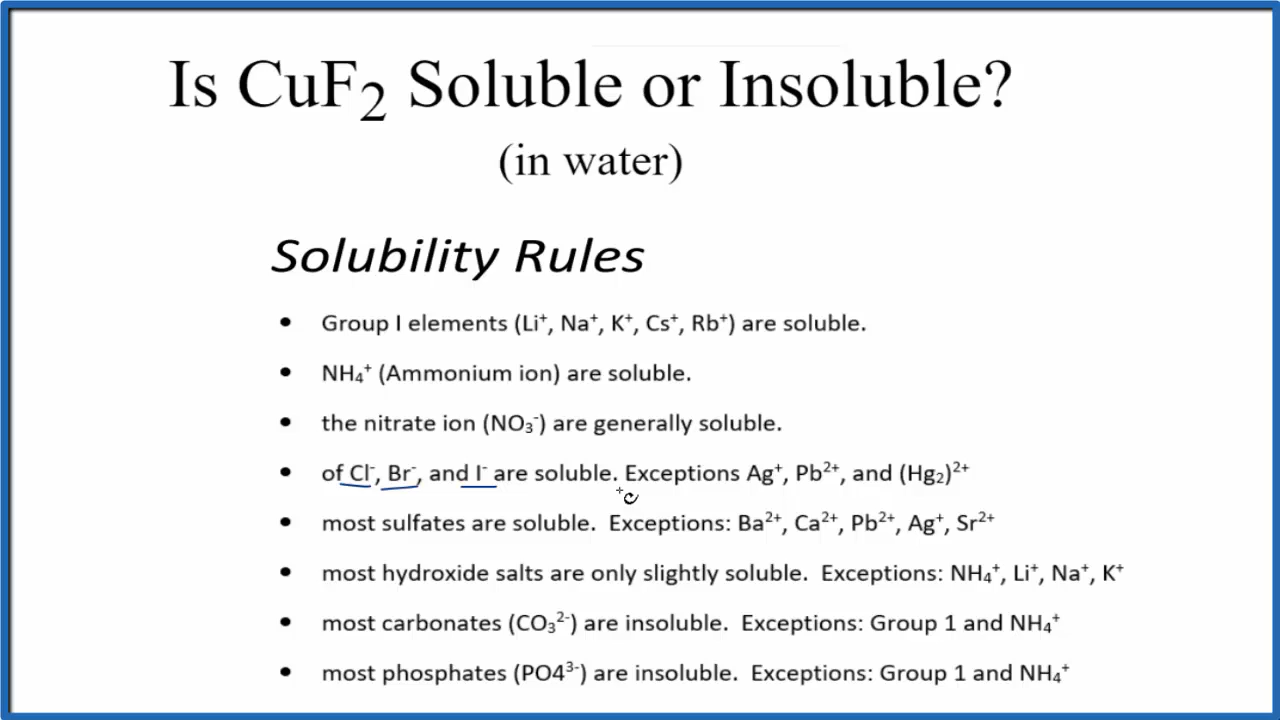 Is CuF₂ Soluble or Insoluble?
(in water)
Solubility Rules
• Group I elements (Li⁺, Na⁺, K⁺, Cs⁺, Rb⁺) are soluble.
• NH₄⁺ (Ammonium ion) are soluble.
• the nitrate ion (NO₃⁻) are generally soluble.
• of Cl⁻, Br⁻, and I⁻ are soluble. Exceptions Ag⁺, Pb²⁺, and (Hg₂)²⁺
• most sulfates are soluble. Exceptions: Ba²⁺, Ca²⁺, Pb²⁺, Ag⁺, Sr²⁺
• most hydroxide salts are only slightly soluble. Exceptions: NH₄⁺, Li⁺, Na⁺, K⁺
• most carbonates (CO₃²⁻) are insoluble. Exceptions: Group 1 and NH₄⁺
• most phosphates (PO4³⁻) are insoluble. Exceptions: Group 1 and NH₄⁺